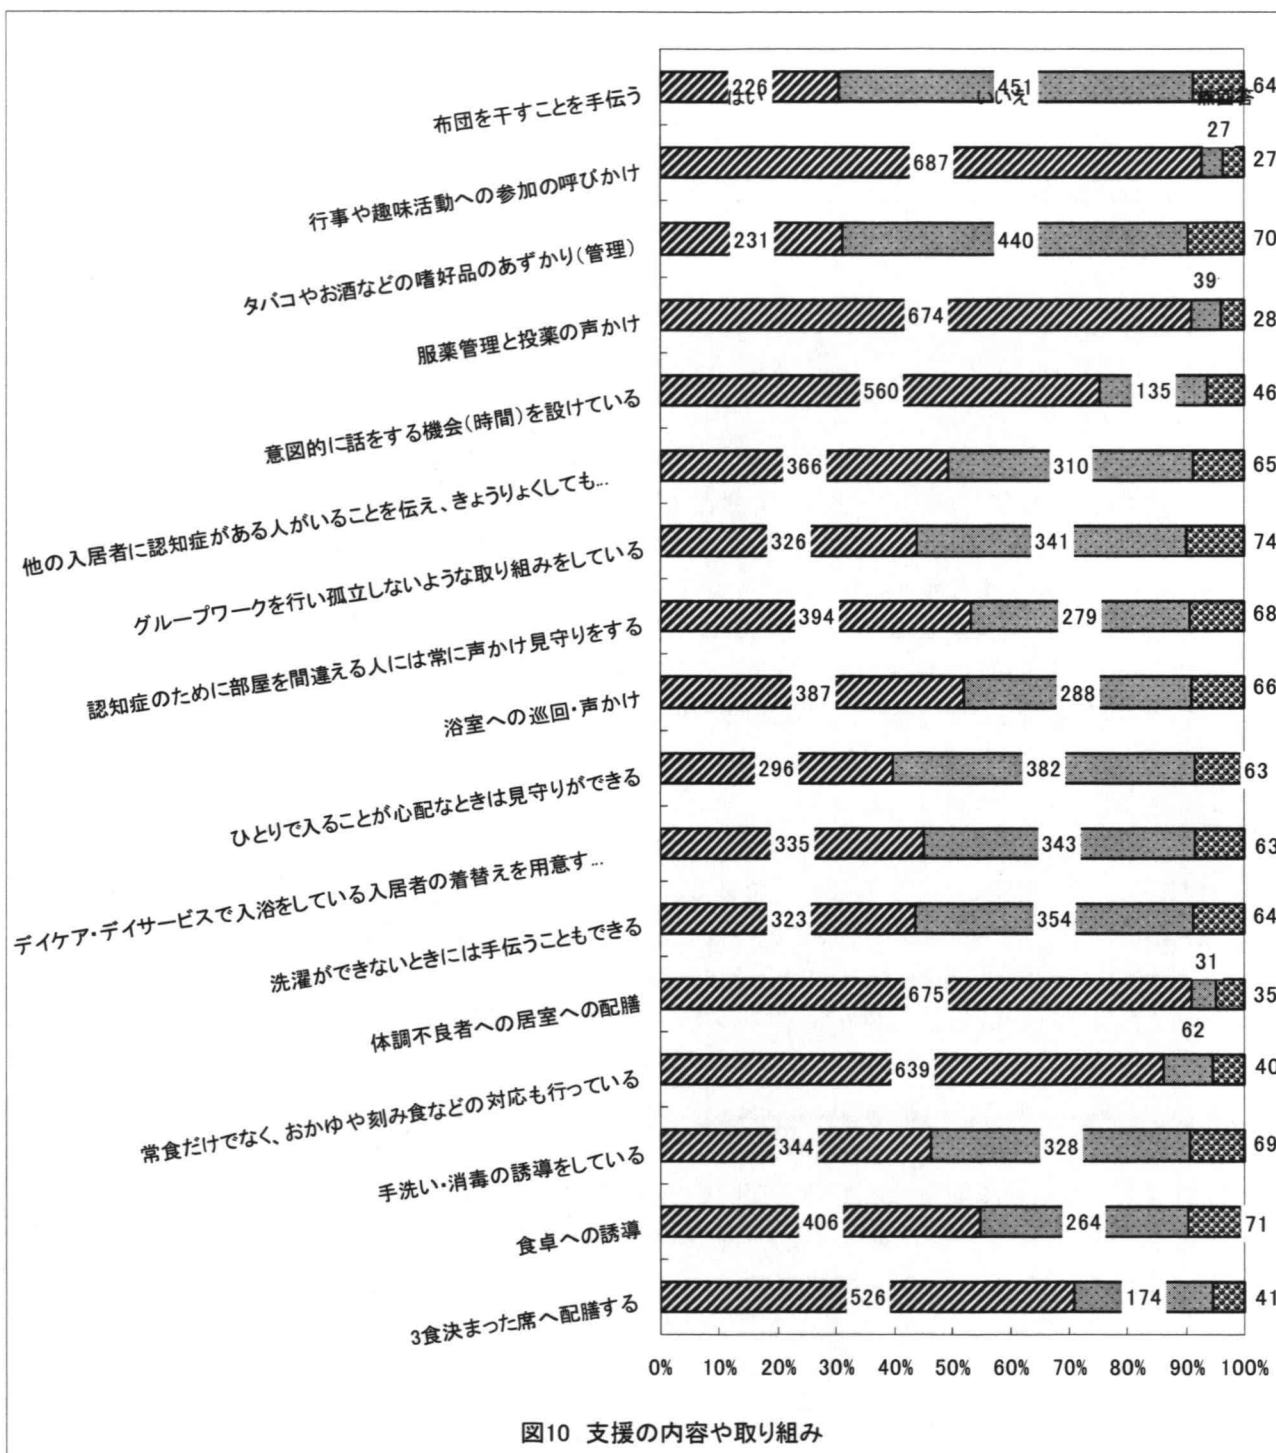 布団を干すことを手伝う 226 451 64
はい いいえ 無回答
27
行事や趣味活動への参加の呼びかけ 687 27
タバコやお酒などの嗜好品のあずかり(管理) 231 440 70
39
服薬管理と投薬の声かけ 674 28
意図的に話をする機会(時間)を設けている 560 135 46
他の入居者に認知症がある人がいることを伝え、きょうりょくしても… 366 310 65
グループワークを行い孤立しないような取り組みをしている 326 341 74
認知症のために部屋を間違える人には常に声かけ見守りをする 394 279 68
浴室への巡回・声かけ 387 288 66
ひとりで入ることが心配なときは見守りができる 296 382 63
デイケア・デイサービスで入浴をしている入居者の着替えを用意す… 335 343 63
洗濯ができないときには手伝うこともできる 323 354 64
31
体調不良者への居室への配膳 675 35
62
常食だけでなく、おかゆや刻み食などの対応も行っている 639 40
手洗い・消毒の誘導をしている 344 328 69
食卓への誘導 406 264 71
3食決まった席へ配膳する 526 174 41
0% 10% 20% 30% 40% 50% 60% 70% 80% 90% 100%
図10 支援の内容や取り組み